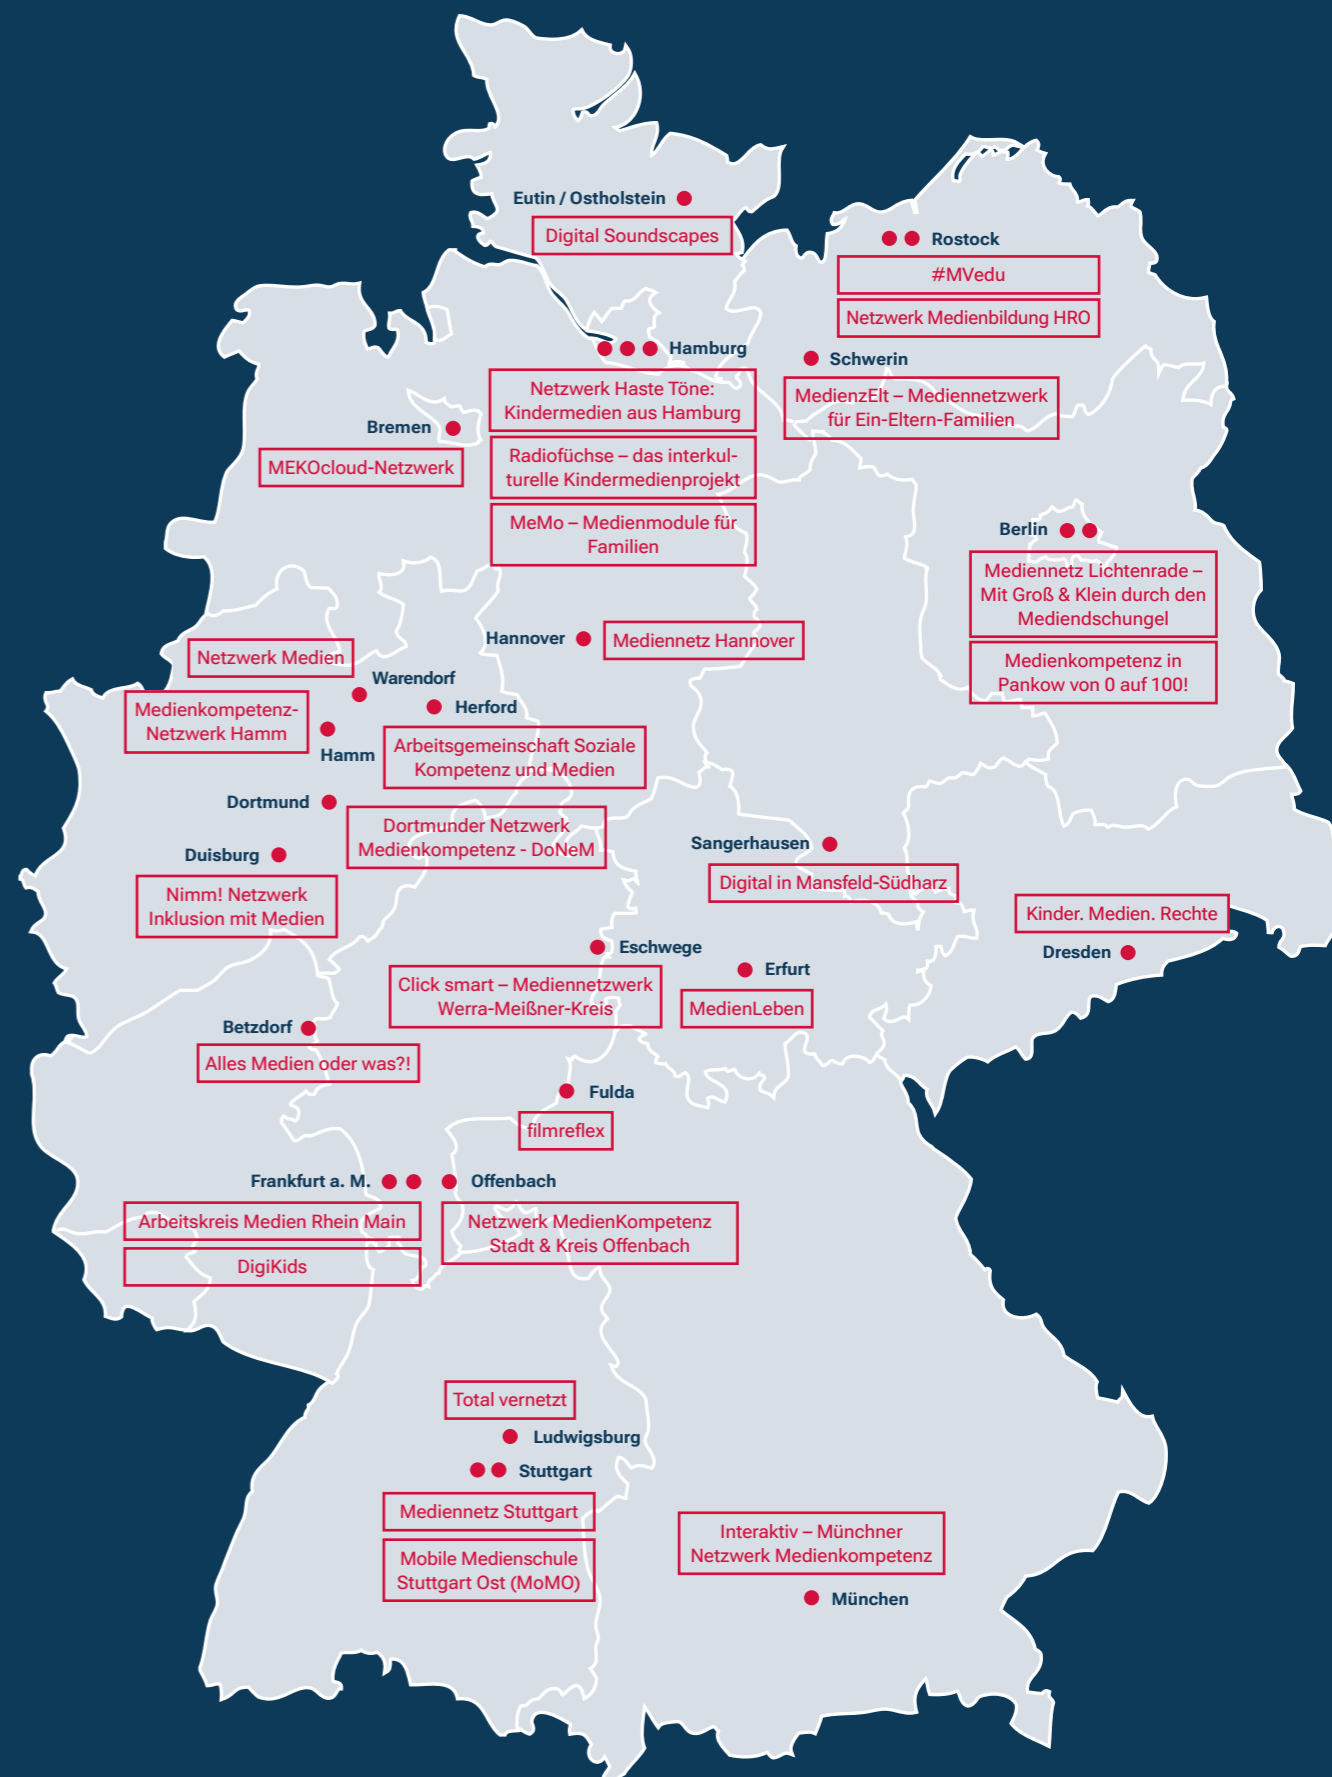 Eutin / Ostholstein
Digital Soundscapes
Rostock
#MVedu
Netzwerk Medienbildung HRO
Hamburg
Netzwerk Haste Töne:
Kindermedien aus Hamburg
Radiofüchse – das interkul-
turelle Kindermedienprojekt
MeMo – Medienmodule für
Familien
Schwerin
MedienzElt – Mediennetzwerk
für Ein-Eltern-Familien
Bremen
MEKOcloud-Netzwerk
Berlin
Mediennetz Lichtenrade –
Mit Groß & Klein durch den
Mediendschungel
Medienkompetenz in
Pankow von 0 auf 100!
Hannover
Mediennetz Hannover
Netzwerk Medien
Warendorf
Medienkompetenz-
Netzwerk Hamm
Hamm
Herford
Arbeitsgemeinschaft Soziale
Kompetenz und Medien
Dortmund
Dortmunder Netzwerk
Medienkompetenz - DoNeM
Duisburg
Nimm! Netzwerk
Inklusion mit Medien
Sangerhausen
Digital in Mansfeld-Südharz
Kinder. Medien. Rechte
Dresden
Eschwege
Click smart – Mediennetzwerk
Werra-Meißner-Kreis
Erfurt
MedienLeben
Betzdorf
Alles Medien oder was?!
Fulda
filmreflex
Frankfurt a. M.
Arbeitskreis Medien Rhein Main
DigiKids
Offenbach
Netzwerk MedienKompetenz
Stadt & Kreis Offenbach
Total vernetzt
Ludwigsburg
Stuttgart
Mediennetz Stuttgart
Mobile Medienschule
Stuttgart Ost (MoMO)
Interaktiv – Münchner
Netzwerk Medienkompetenz
München